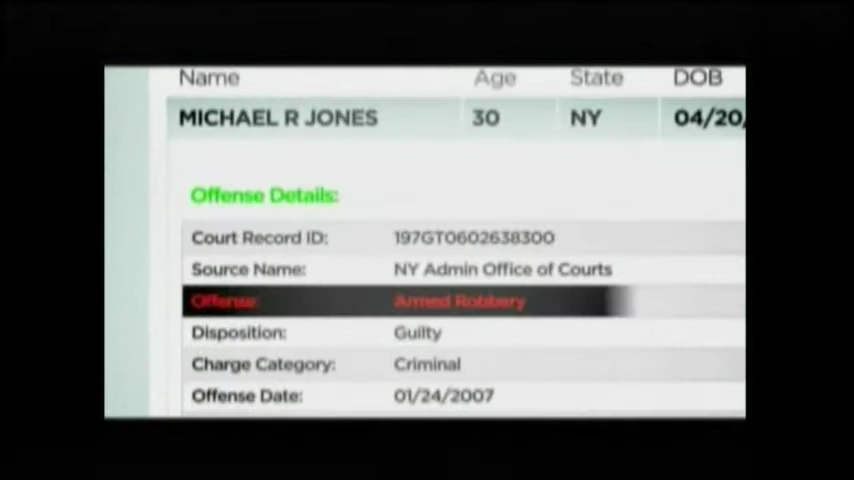 Name Age State DOB
MICHAEL R JONES 30 NY 04/20/
Offense Details:
Court Record ID: 197GT0602638300
Source Name: NY Admin Office of Courts
Offense: Armed Robbery
Disposition: Guilty
Charge Category: Criminal
Offense Date: 01/24/2007